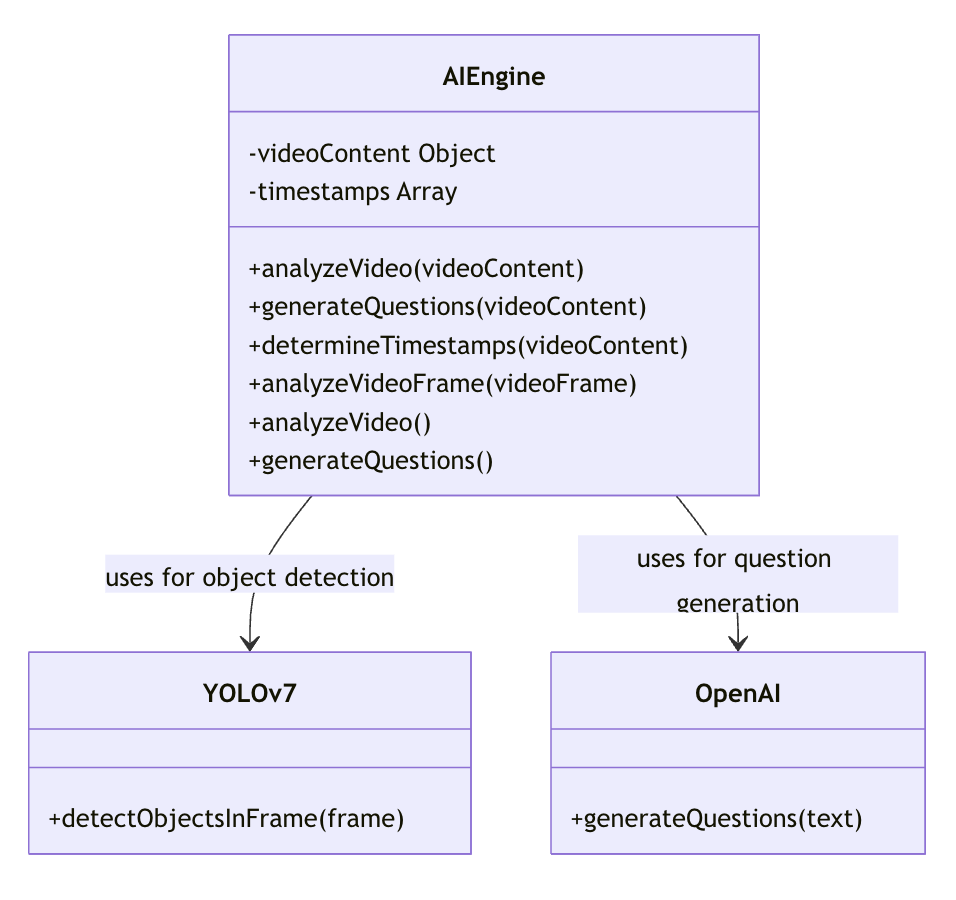 AIEngine
-videoContent Object
-timestamps Array
+analyzeVideo(videoContent)
+generateQuestions(videoContent)
+determineTimestamps(videoContent)
+analyzeVideoFrame(videoFrame)
+analyzeVideo()
+generateQuestions()
uses for object detection
uses for question
generation
YOLOv7
+detectObjectsInFrame(frame)
OpenAI
+generateQuestions(text)